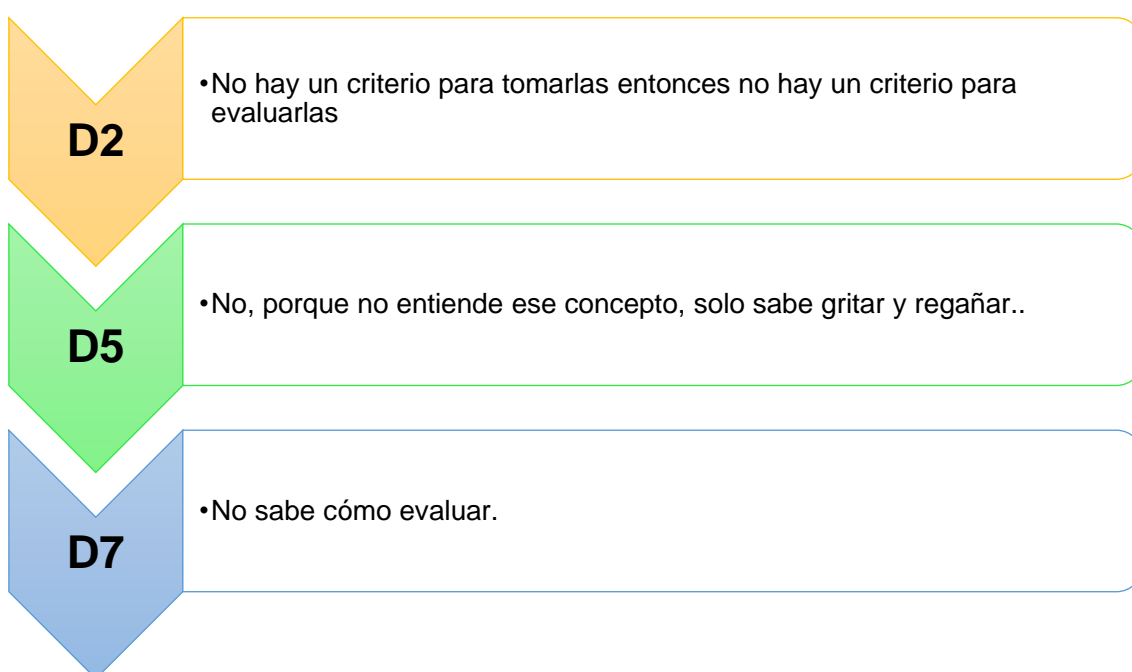 D2
•No hay un criterio para tomarlas entonces no hay un criterio para
evaluarlas
D5
•No, porque no entiende ese concepto, solo sabe gritar y regañar..
D7
•No sabe cómo evaluar.